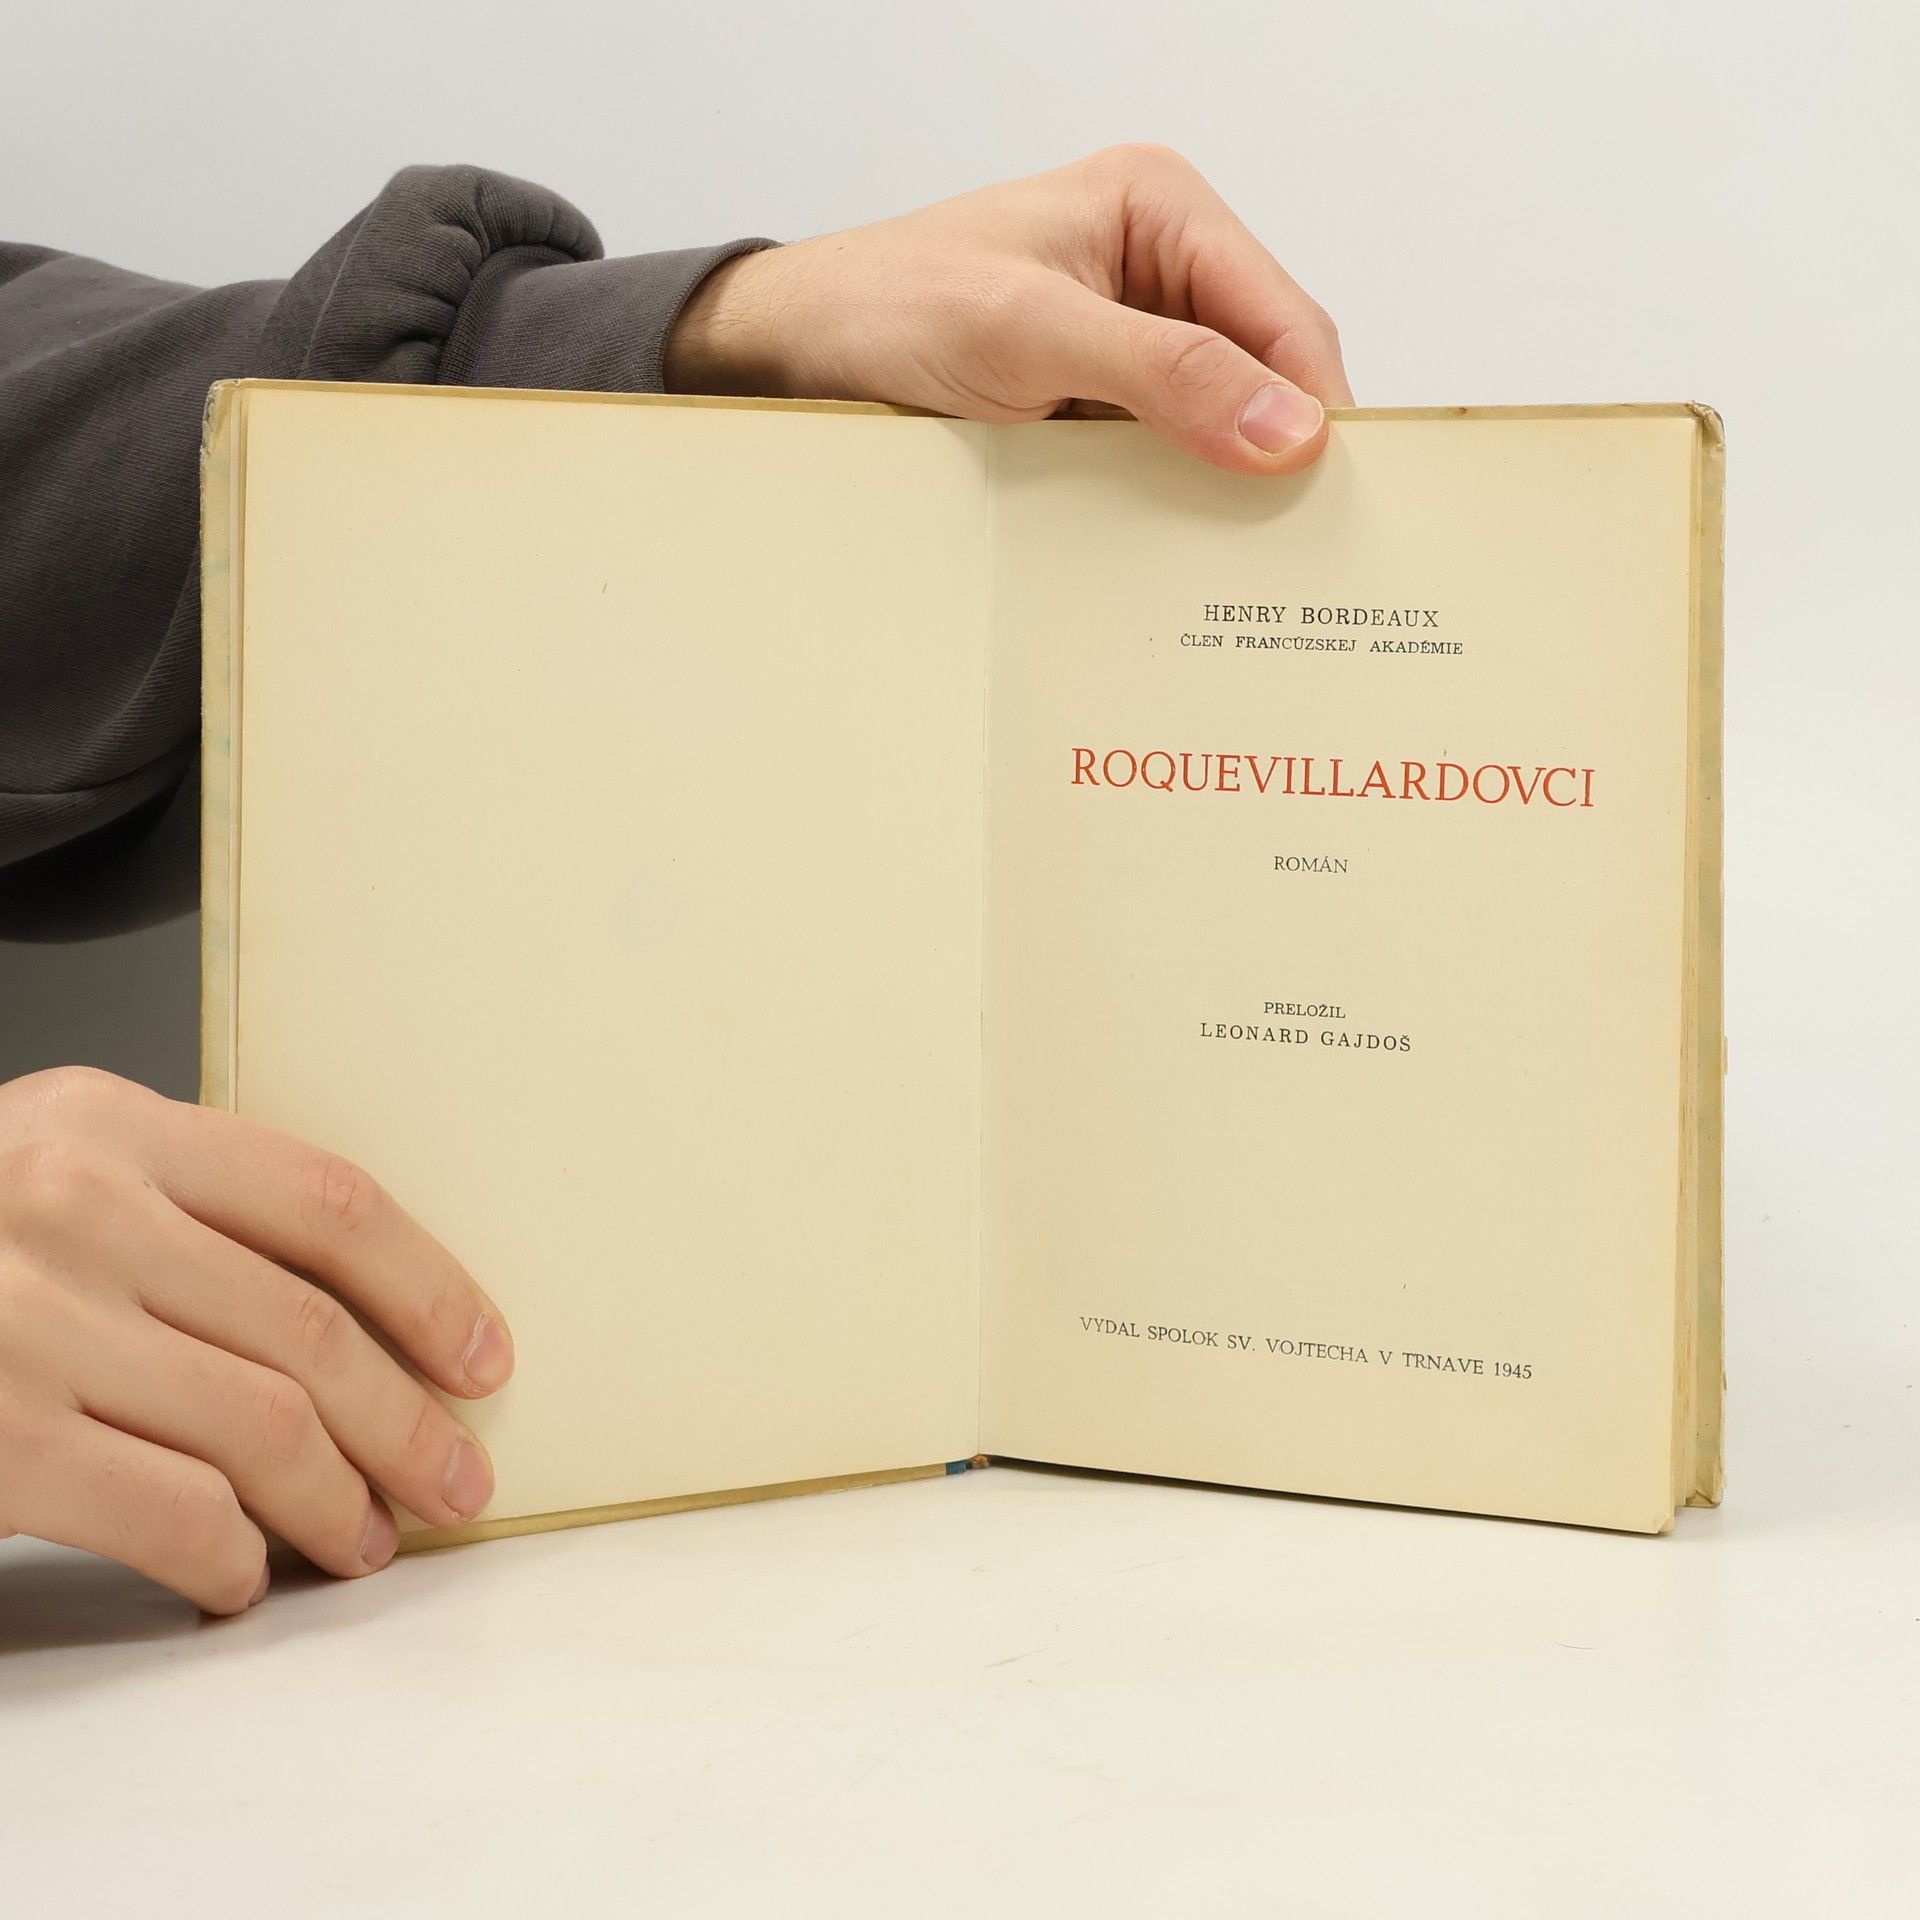 HENRY BORDEAUX
ČLEN FRANCÚZSKEJ AKADÉMIE
ROQUEVILLARDOVCI
ROMÁN
PRELOŽIL
LEONARD GAJDOŠ
VYDAL SPOLOK SV. VOJTECHA V TRNAVE 1945